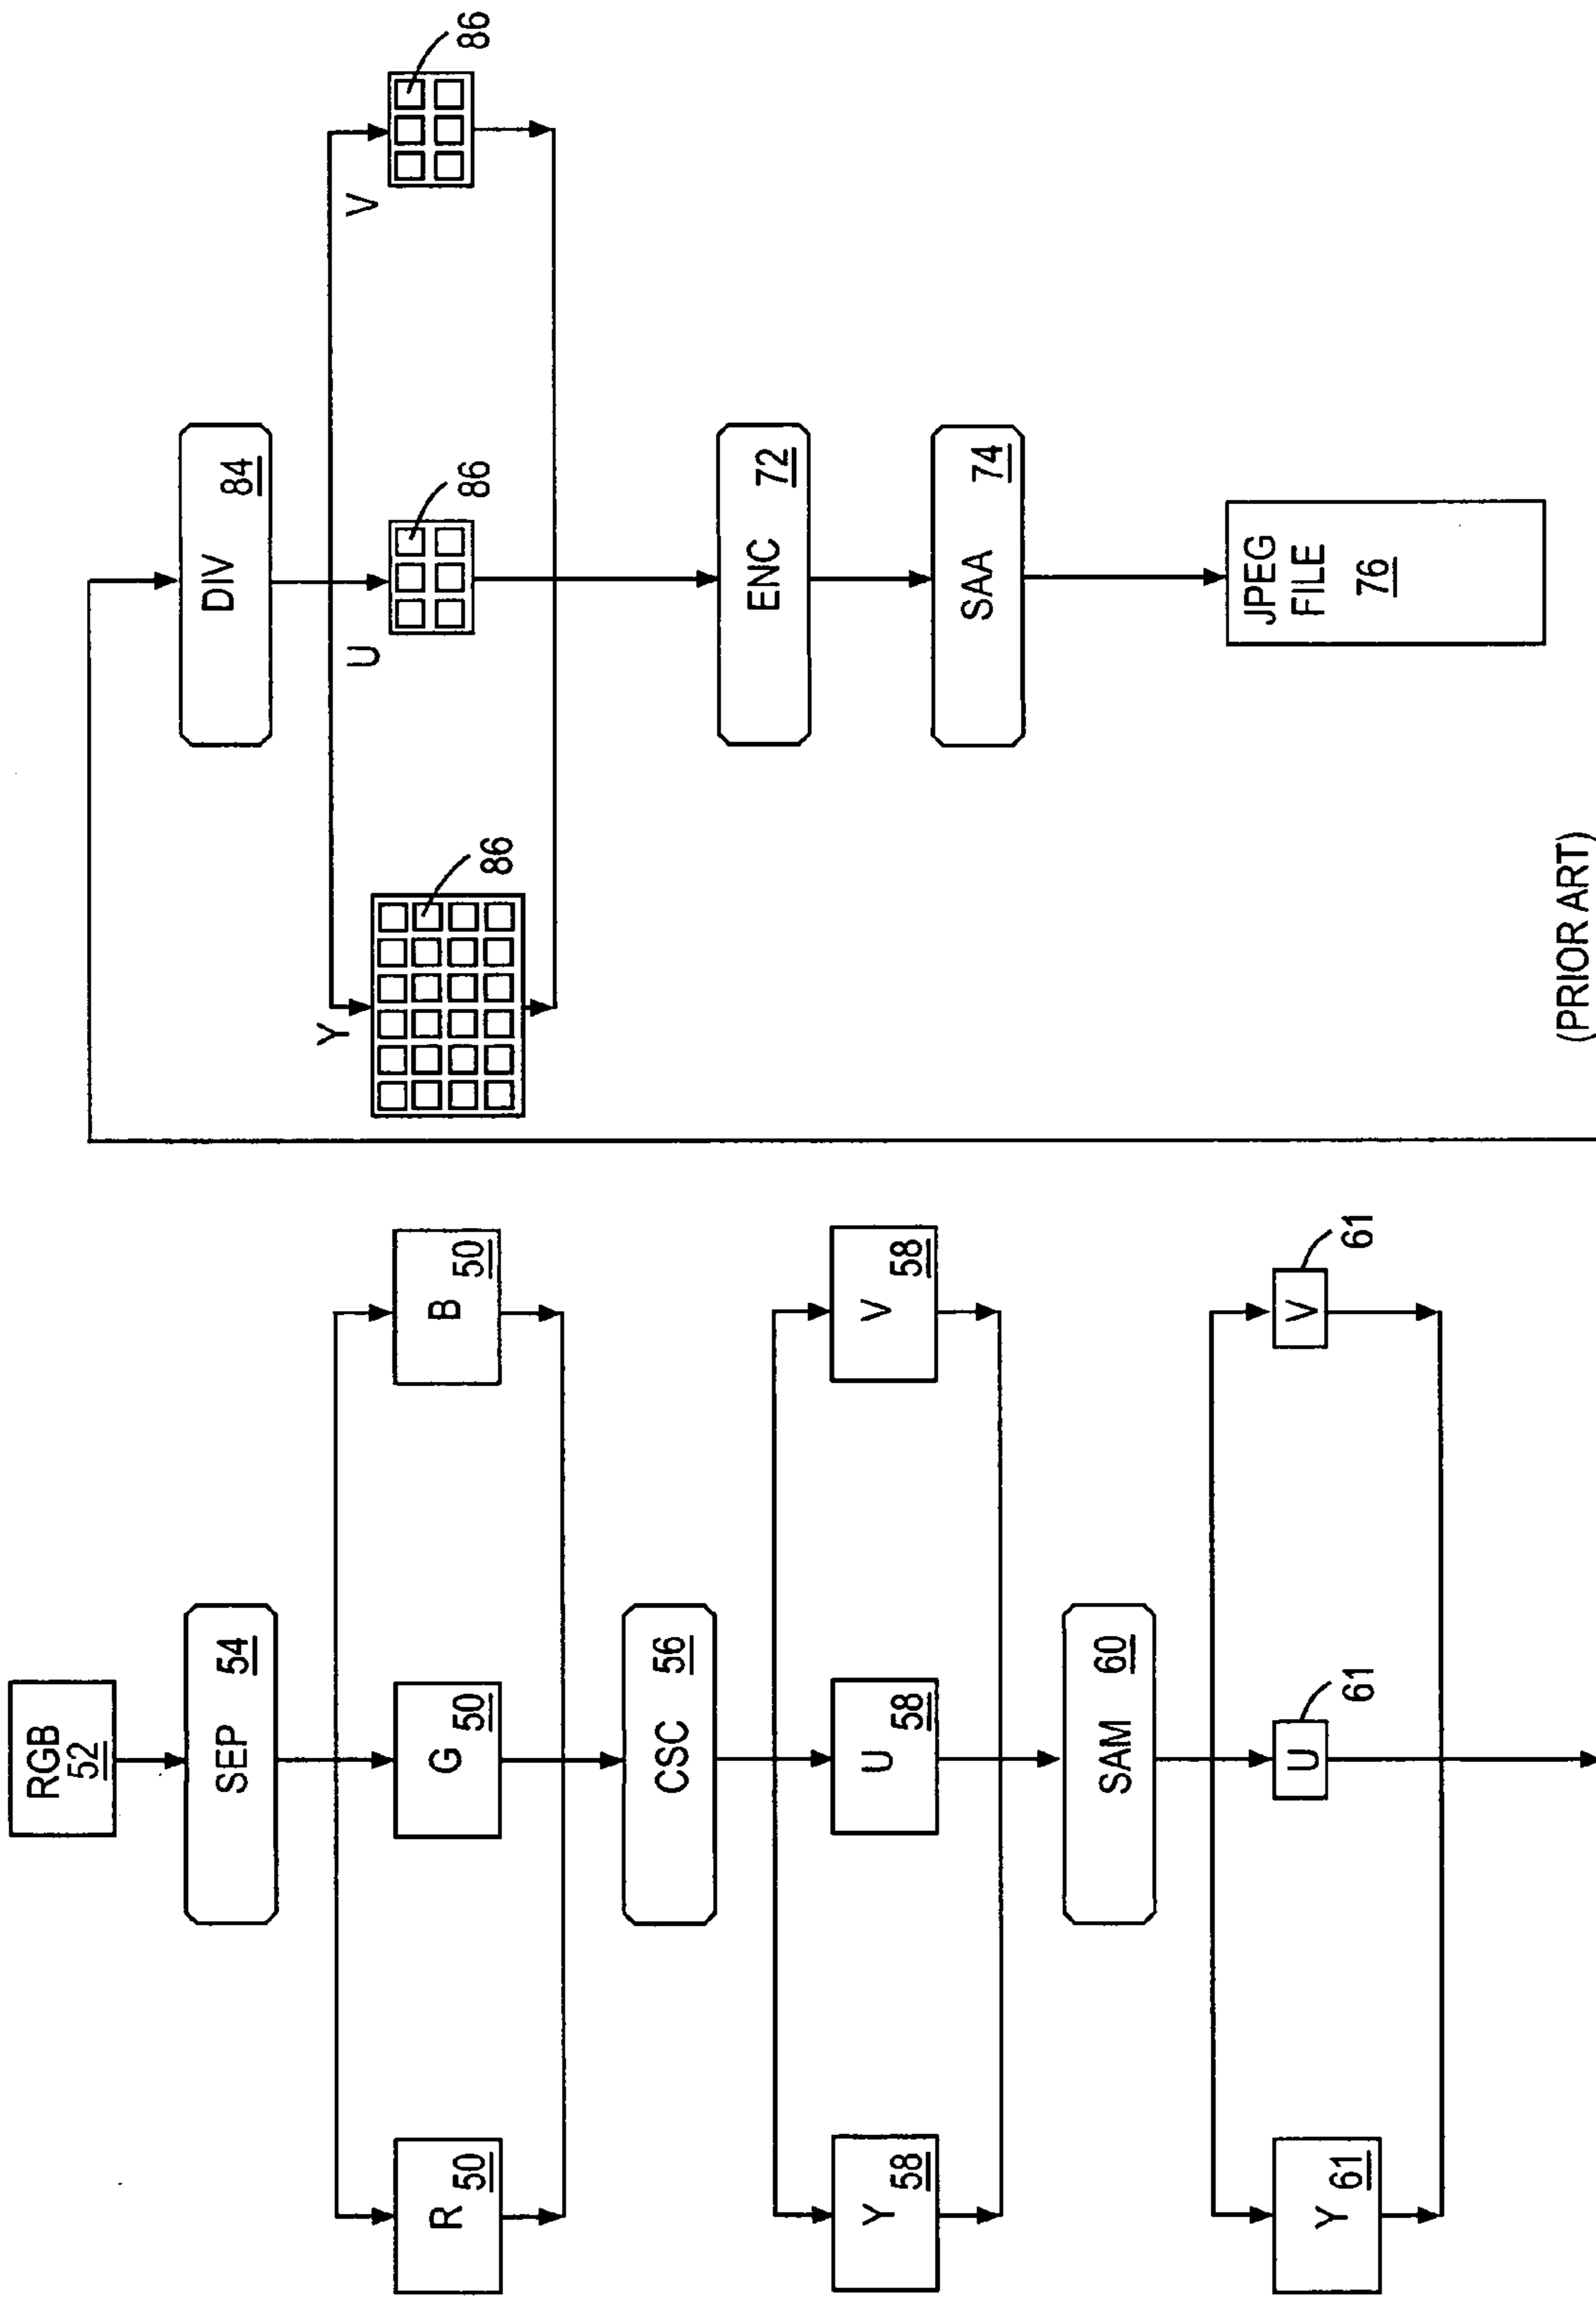 RGB
52
SEP 54
R 50
G 50
B 50
CSC 56
Y 58
U 58
V 58
SAM 60
Y 61
U
61
V
61
DIV 84
Y
86
U
86
V
86
ENC 72
SAA 74
JPEG
FILE
76
(PRIOR ART)